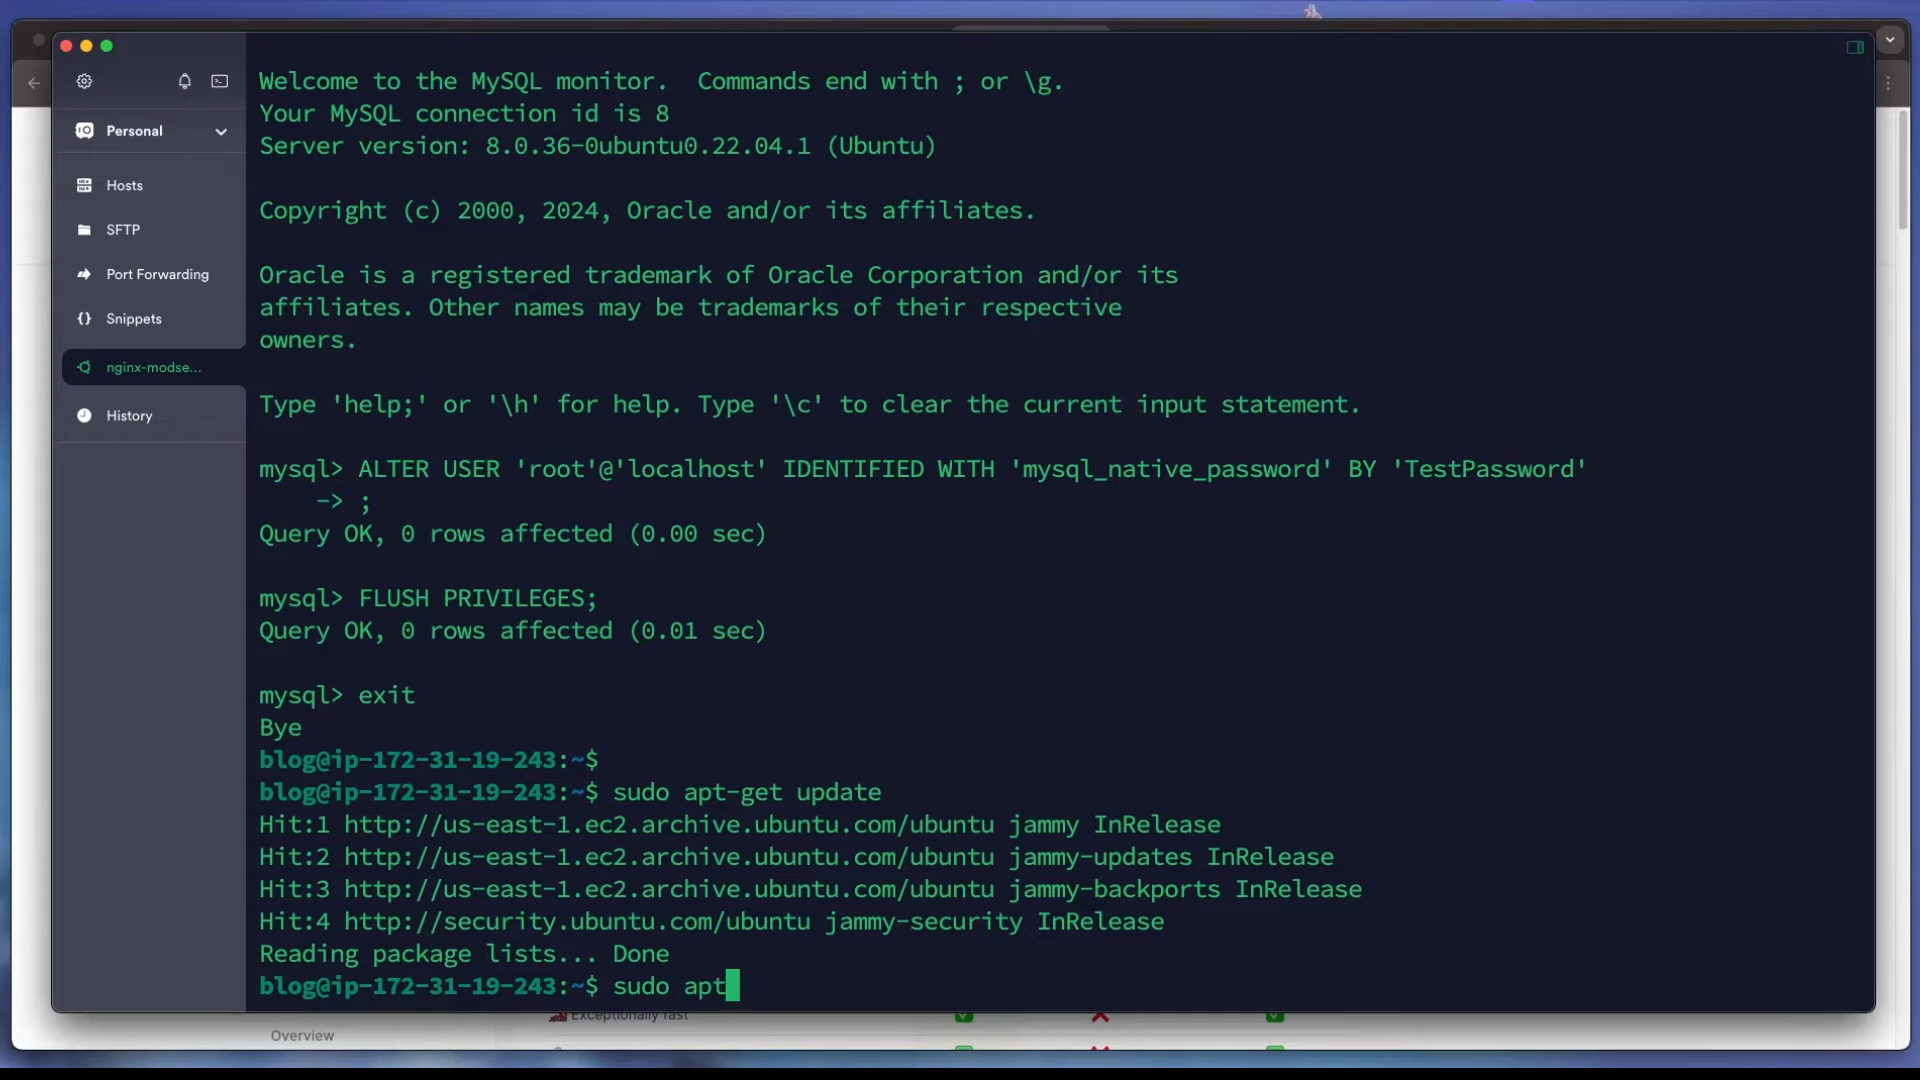 Personal
Hosts
SFTP
Port Forwarding
Snippets
nginx-modse...
History
Welcome to the MySQL monitor.  Commands end with ; or \g.
Your MySQL connection id is 8
Server version: 8.0.36-0ubuntu0.22.04.1 (Ubuntu)
Copyright (c) 2000, 2024, Oracle and/or its affiliates.
Oracle is a registered trademark of Oracle Corporation and/or its
affiliates. Other names may be trademarks of their respective
owners.
Type 'help;' or '\h' for help. Type '\c' to clear the current input statement.
mysql> ALTER USER 'root'@'localhost' IDENTIFIED WITH 'mysql_native_password' BY 'TestPassword'
    -> ;
Query OK, 0 rows affected (0.00 sec)
mysql> FLUSH PRIVILEGES;
Query OK, 0 rows affected (0.01 sec)
mysql> exit
Bye
blog@ip-172-31-19-243:~$
blog@ip-172-31-19-243:~$ sudo apt-get update
Hit:1 http://us-east-1.ec2.archive.ubuntu.com/ubuntu jammy InRelease
Hit:2 http://us-east-1.ec2.archive.ubuntu.com/ubuntu jammy-updates InRelease
Hit:3 http://us-east-1.ec2.archive.ubuntu.com/ubuntu jammy-backports InRelease
Hit:4 http://security.ubuntu.com/ubuntu jammy-security InRelease
Reading package lists... Done
blog@ip-172-31-19-243:~$ sudo apt
Exceptionally fast
Overview